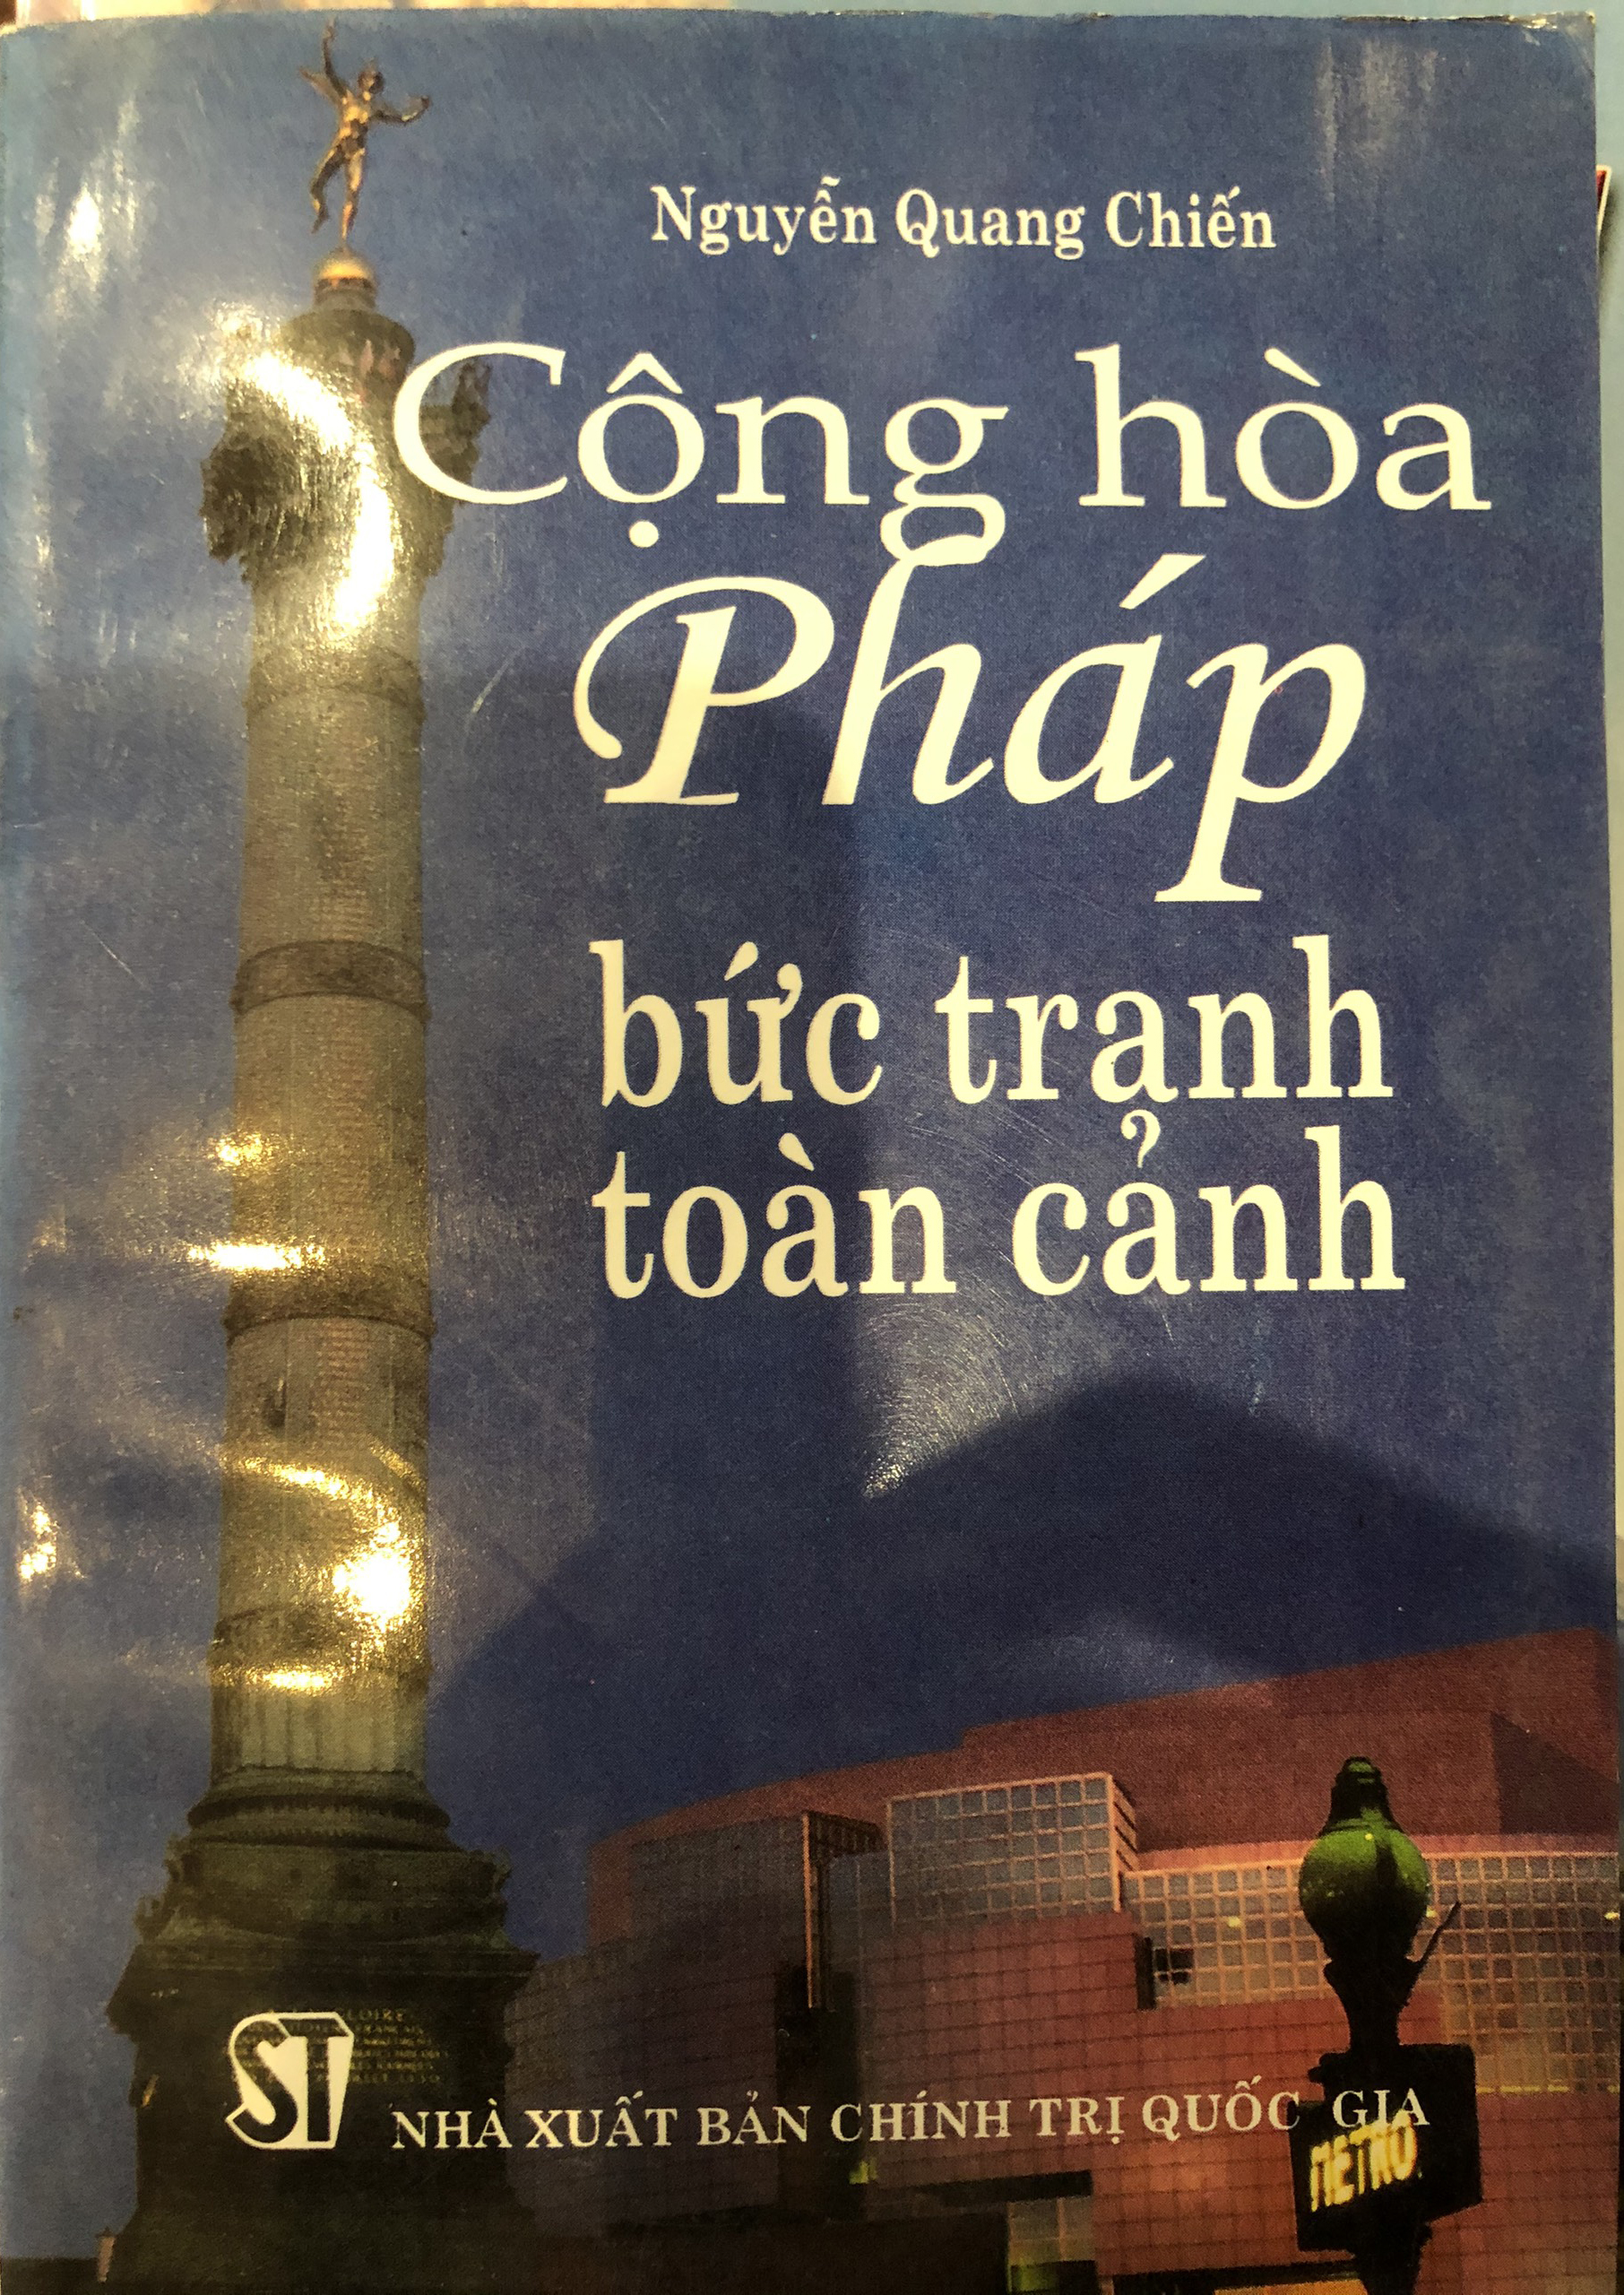 Nguyễn Quang Chiến
Cộng hòa
Pháp
bức tranh
toàn cảnh
ST
NHÀ XUẤT BẢN CHÍNH TRỊ QUỐC GIA
METRO